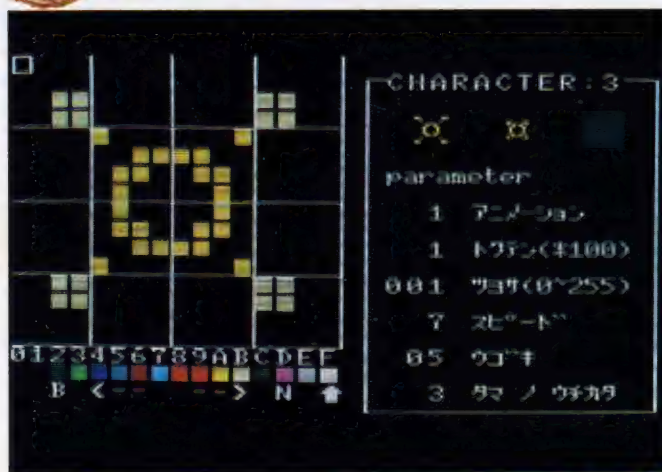 CHARACTER:3
parameter
1 アニメーション
1 トクテン(*100)
001 ツヨサ(0~255)
7 スピード
05 ウゴキ
3 タマ ノ ウチカタ
0123456789ABCDEF
B <-- --> N ⬆